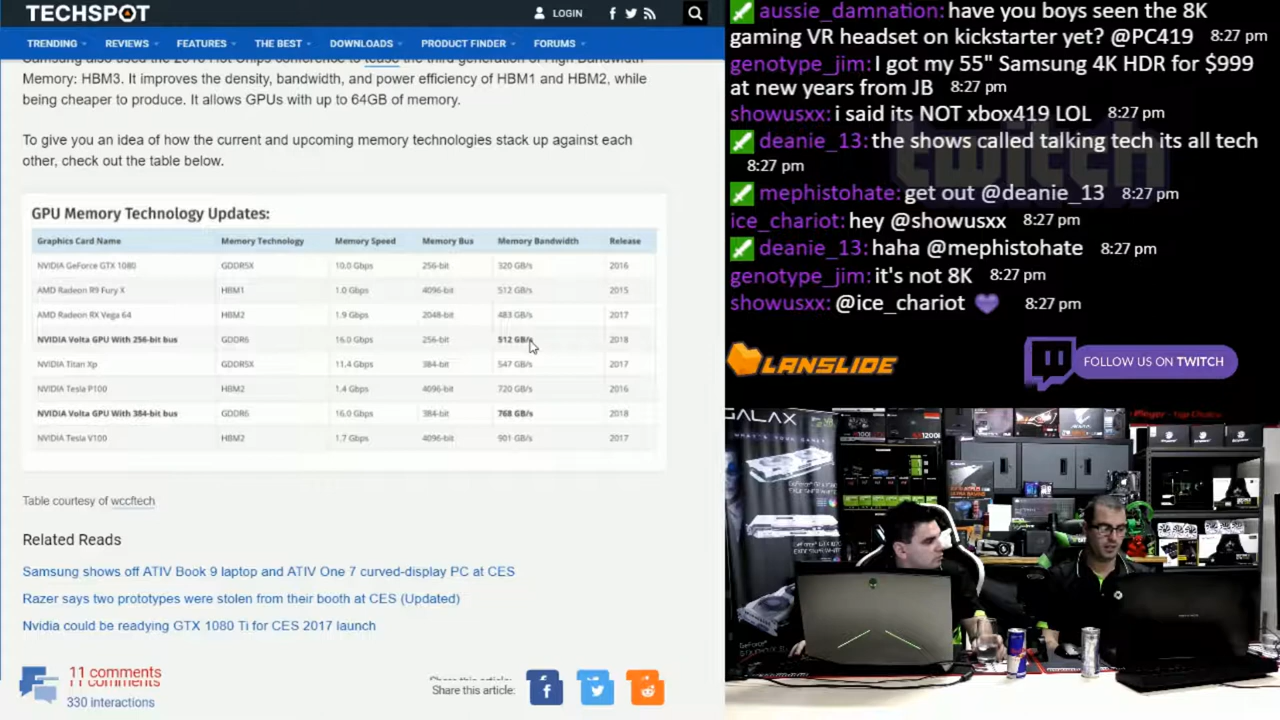 TECHSPOT
LOGIN
TRENDING
REVIEWS
FEATURES
THE BEST
DOWNLOADS
PRODUCT FINDER
FORUMS
Samsung also used the 2016 Hot Chips conference to tease the third generation of High Bandwidth
Memory: HBM3. It improves the density, bandwidth, and power efficiency of HBM1 and HBM2, while
being cheaper to produce. It allows GPUs with up to 64GB of memory.
To give you an idea of how the current and upcoming memory technologies stack up against each
other, check out the table below.
GPU Memory Technology Updates:
Graphics Card Name Memory Technology Memory Speed Memory Bus Memory Bandwidth Release
NVIDIA GeForce GTX 1080 GDDR5X 10.0 Gbps 256-bit 320 GB/s 2016
AMD Radeon R9 Fury X HBM1 1.0 Gbps 4096-bit 512 GB/s 2015
AMD Radeon RX Vega 64 HBM2 1.9 Gbps 2048-bit 483 GB/s 2017
NVIDIA Volta GPU With 256-bit bus GDDR6 16.0 Gbps 256-bit 512 GB/s 2018
NVIDIA Titan Xp GDDR5X 11.4 Gbps 384-bit 547 GB/s 2017
NVIDIA Tesla P100 HBM2 1.4 Gbps 4096-bit 720 GB/s 2016
NVIDIA Volta GPU With 384-bit bus GDDR6 16.0 Gbps 384-bit 768 GB/s 2018
NVIDIA Tesla V100 HBM2 1.7 Gbps 4096-bit 901 GB/s 2017
Table courtesy of wccftech
Related Reads
Samsung shows off ATIV Book 9 laptop and ATIV One 7 curved-display PC at CES
Razer says two prototypes were stolen from their booth at CES (Updated)
Nvidia could be readying GTX 1080 Ti for CES 2017 launch
11 comments
330 interactions
Share this article:
aussie_damnation: have you boys seen the 8K
gaming VR headset on kickstarter yet? @PC419 8:27 pm
genotype_jim: I got my 55" Samsung 4K HDR for $999
at new years from JB 8:27 pm
showusxx: i said its NOT xbox419 LOL 8:27 pm
deanie_13: the shows called talking tech its all tech
8:27 pm
mephistohate: get out @deanie_13 8:27 pm
ice_chariot: hey @showusxx 8:27 pm
deanie_13: haha @mephistohate 8:27 pm
genotype_jim: it's not 8K 8:27 pm
showusxx: @ice_chariot 8:27 pm
twitch
LANSLIDE
FOLLOW US ON TWITCH
GALAX